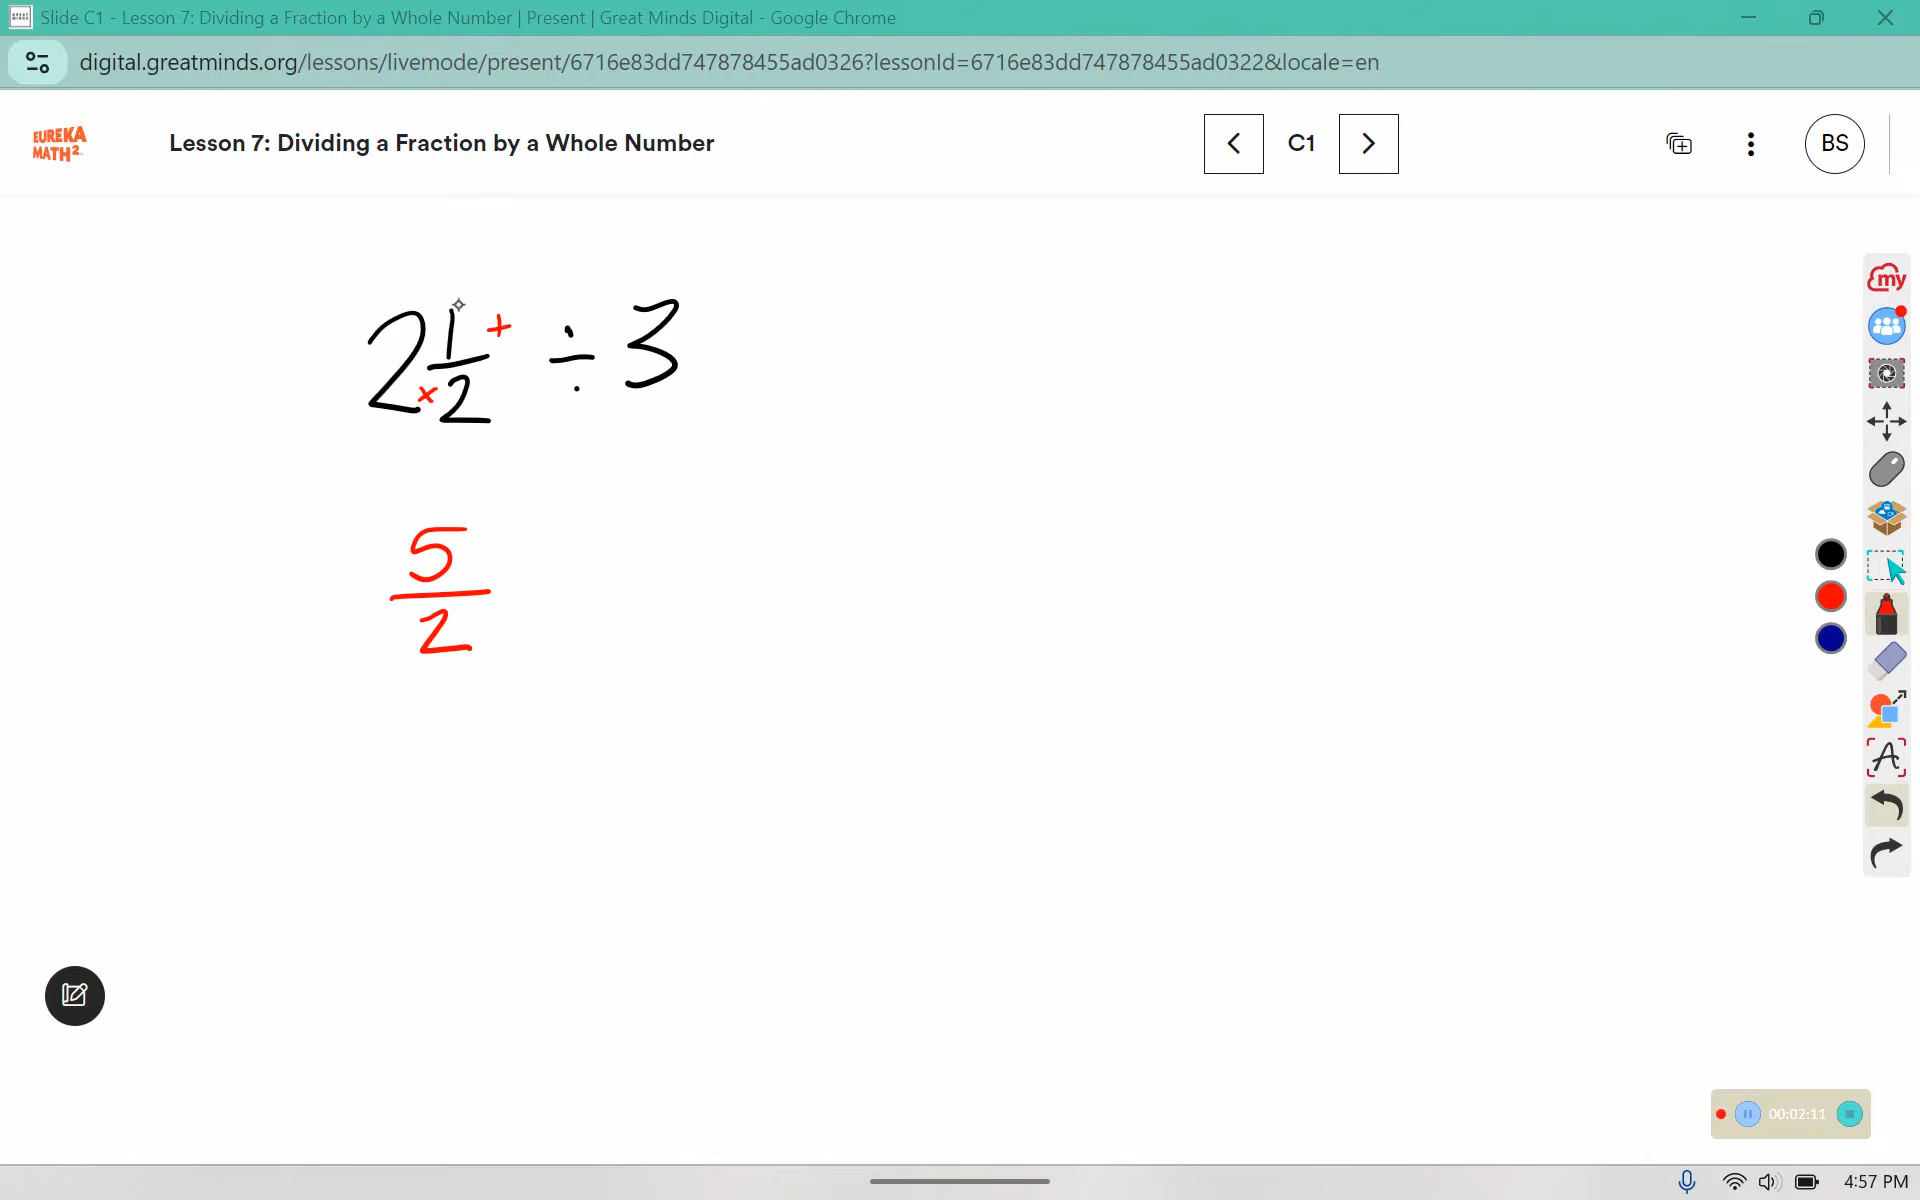 Slide C1 - Lesson 7: Dividing a Fraction by a Whole Number | Present | Great Minds Digital - Google Chrome
digital.greatminds.org/lessons/livemode/present/6716e83dd747878455ad0326?lessonId=6716e83dd747878455ad0322&locale=en
EUREKA
MATH²
Lesson 7: Dividing a Fraction by a Whole Number
C1
BS
2 1/2 ÷ 3
× +
5/2
my
A
00:02:11
4:57 PM